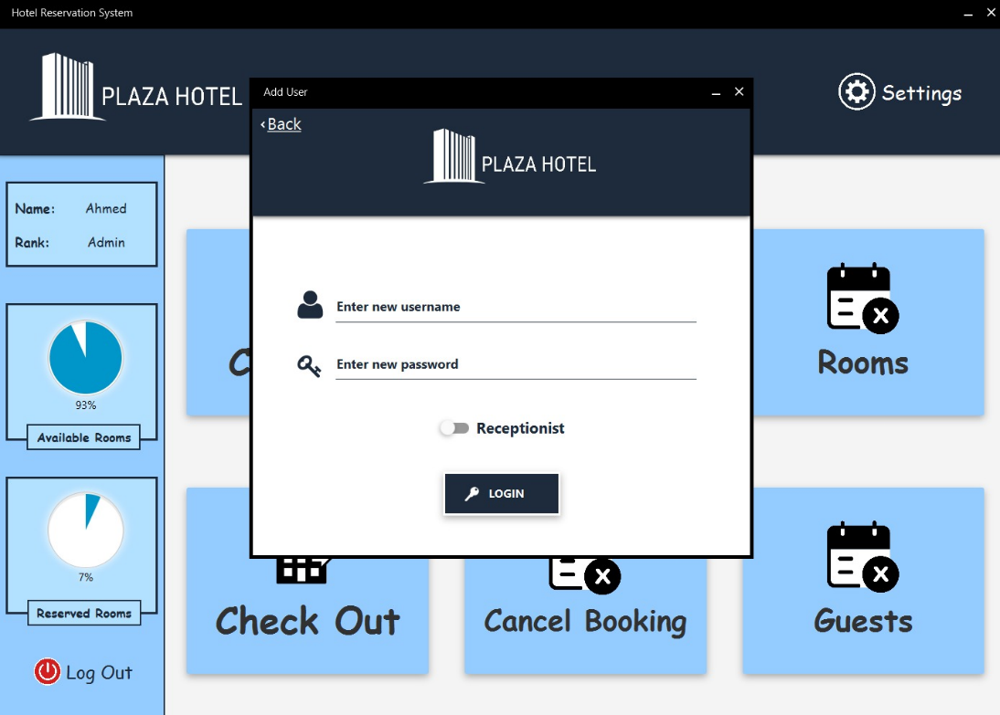 Hotel Reservation System
PLAZA HOTEL
Settings
Add User
‹Back
PLAZA HOTEL
Name: Ahmed
Rank: Admin
93%
Available Rooms
7%
Reserved Rooms
Log Out
Enter new username
Enter new password
Receptionist
LOGIN
C
Rooms
Check Out
Cancel Booking
Guests